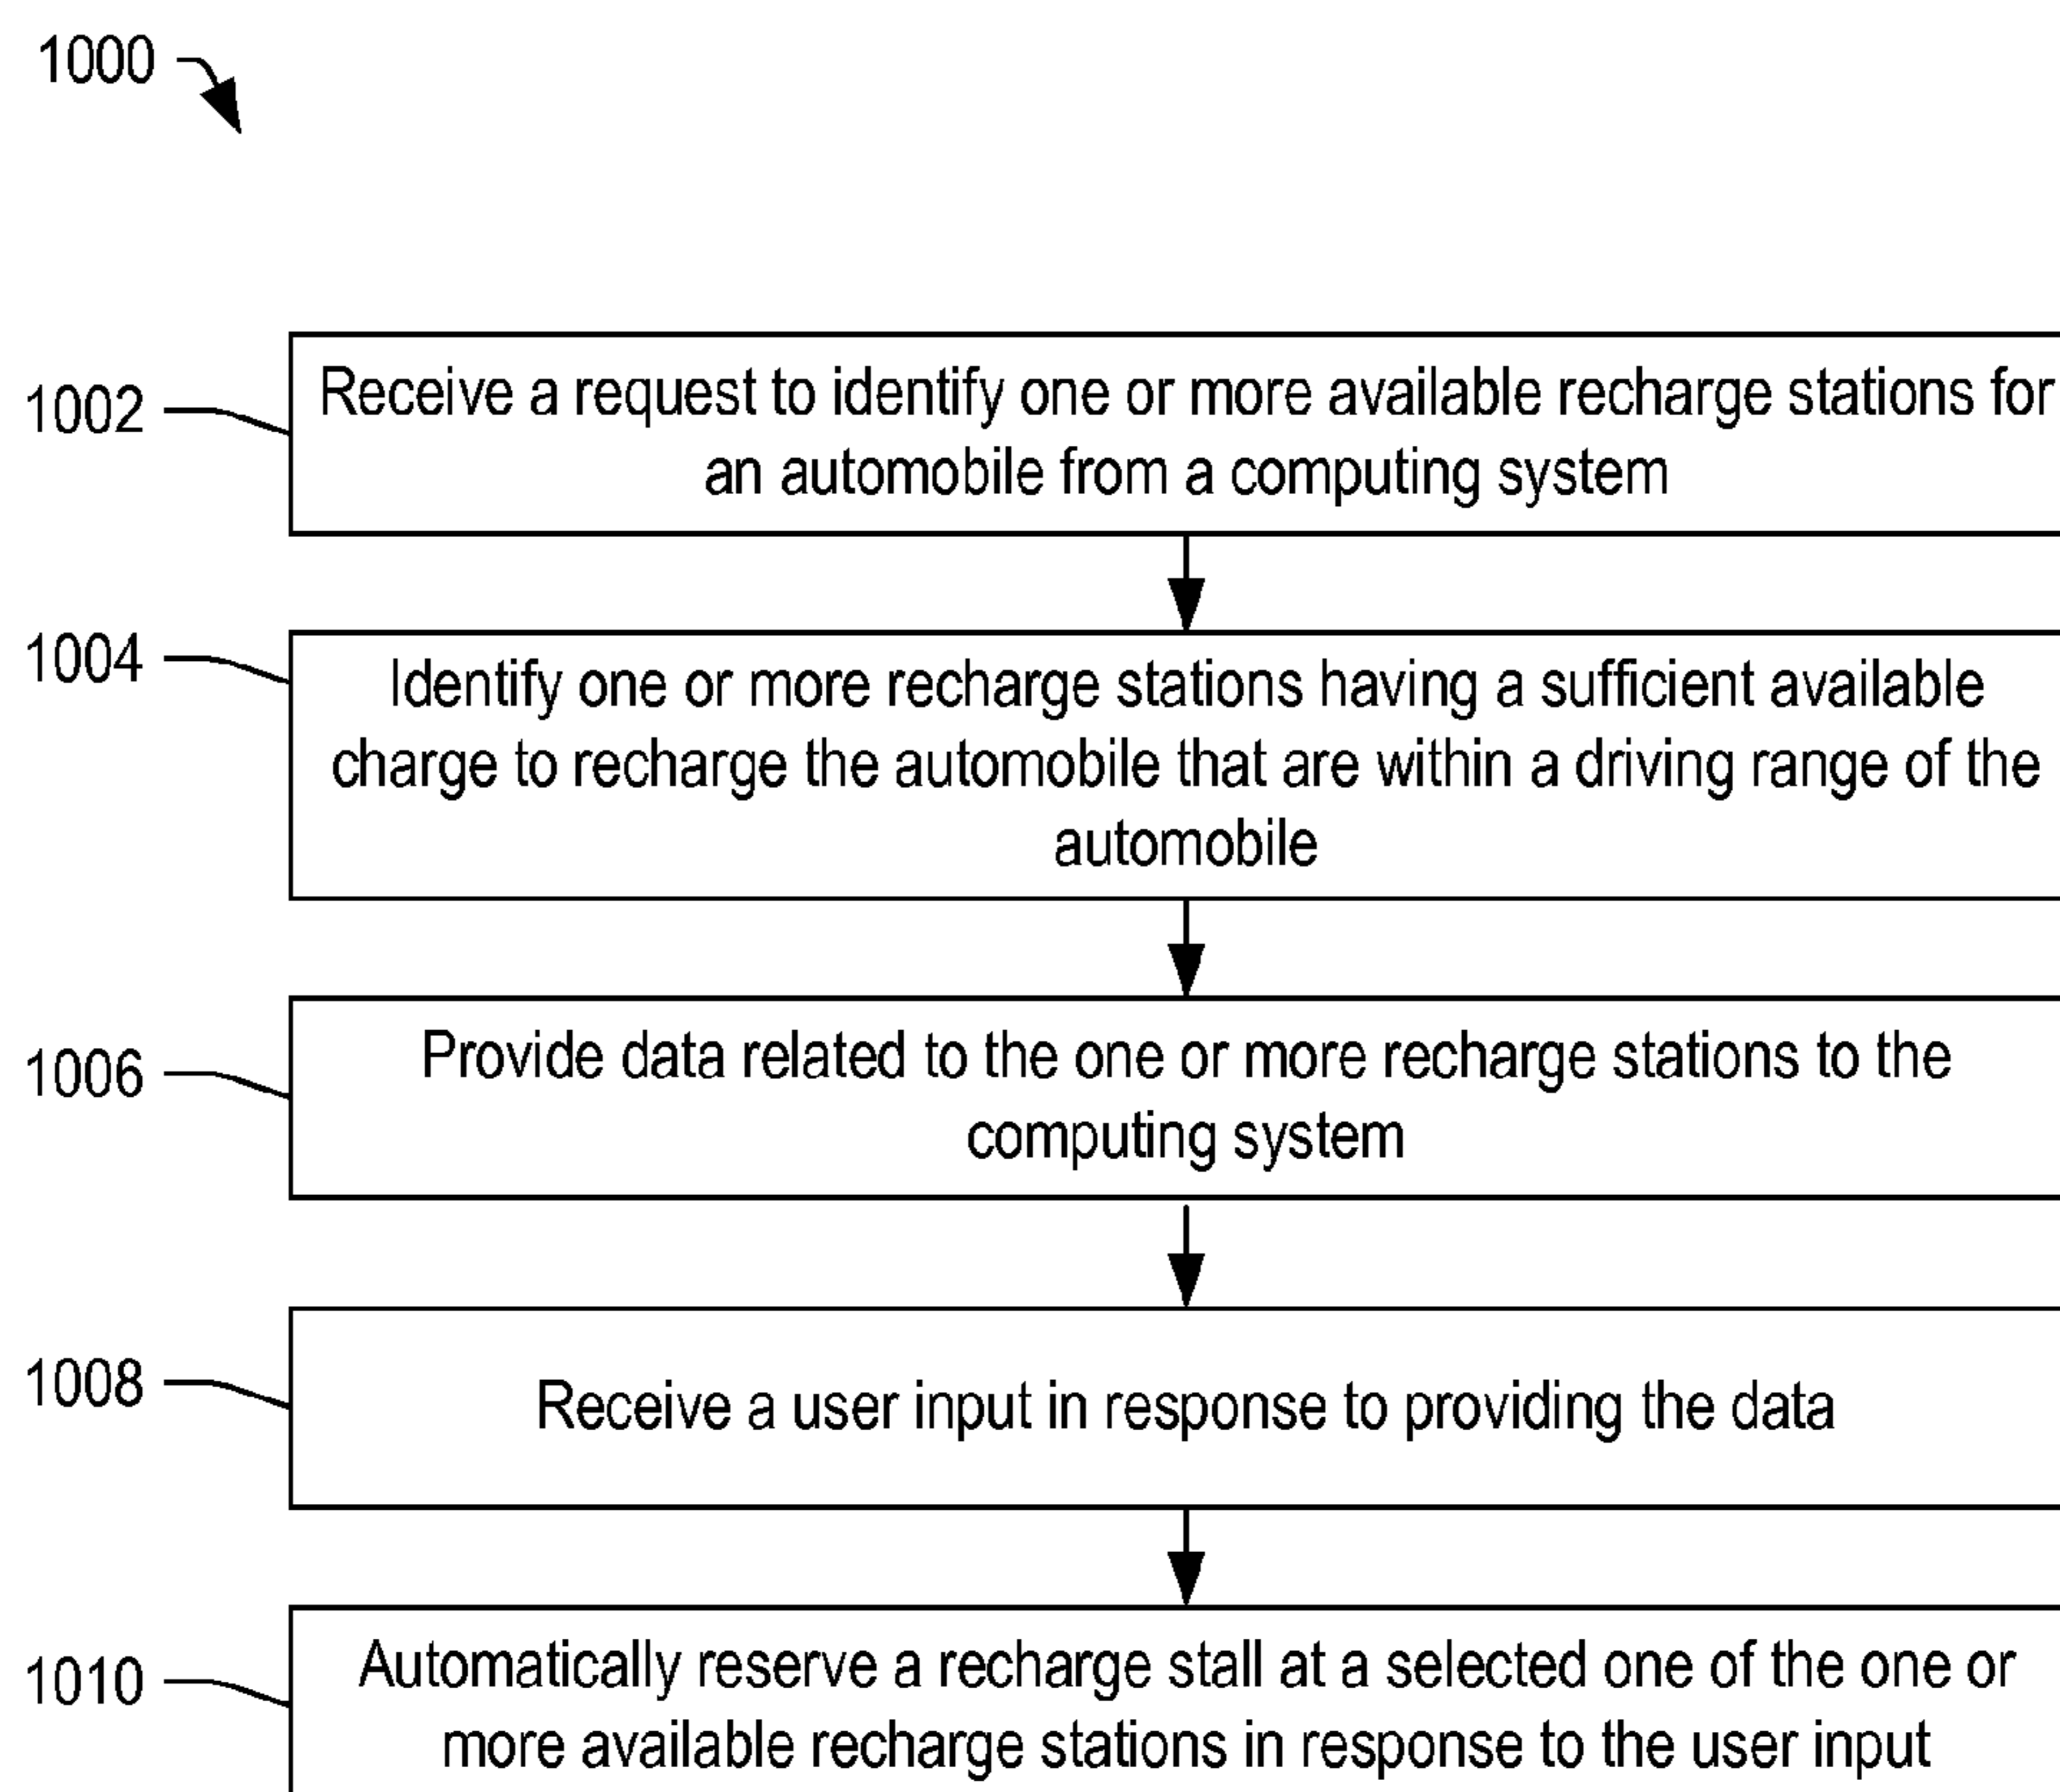 1000
1002
Receive a request to identify one or more available recharge stations for
an automobile from a computing system
1004
Identify one or more recharge stations having a sufficient available
charge to recharge the automobile that are within a driving range of the
automobile
1006
Provide data related to the one or more recharge stations to the
computing system
1008
Receive a user input in response to providing the data
1010
Automatically reserve a recharge stall at a selected one of the one or
more available recharge stations in response to the user input